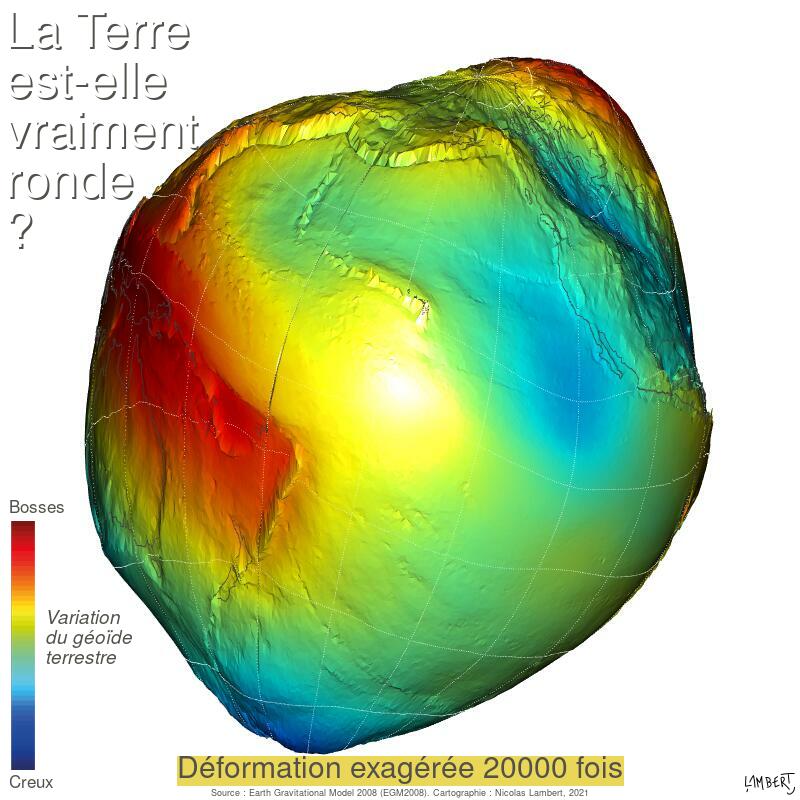 La Terre
est-elle
vraiment
ronde
?
Bosses
Variation
du géoïde
terrestre
Creux
Déformation exagérée 20000 fois
Source : Earth Gravitational Model 2008 (EGM2008). Cartographie : Nicolas Lambert, 2021
LAMBERT